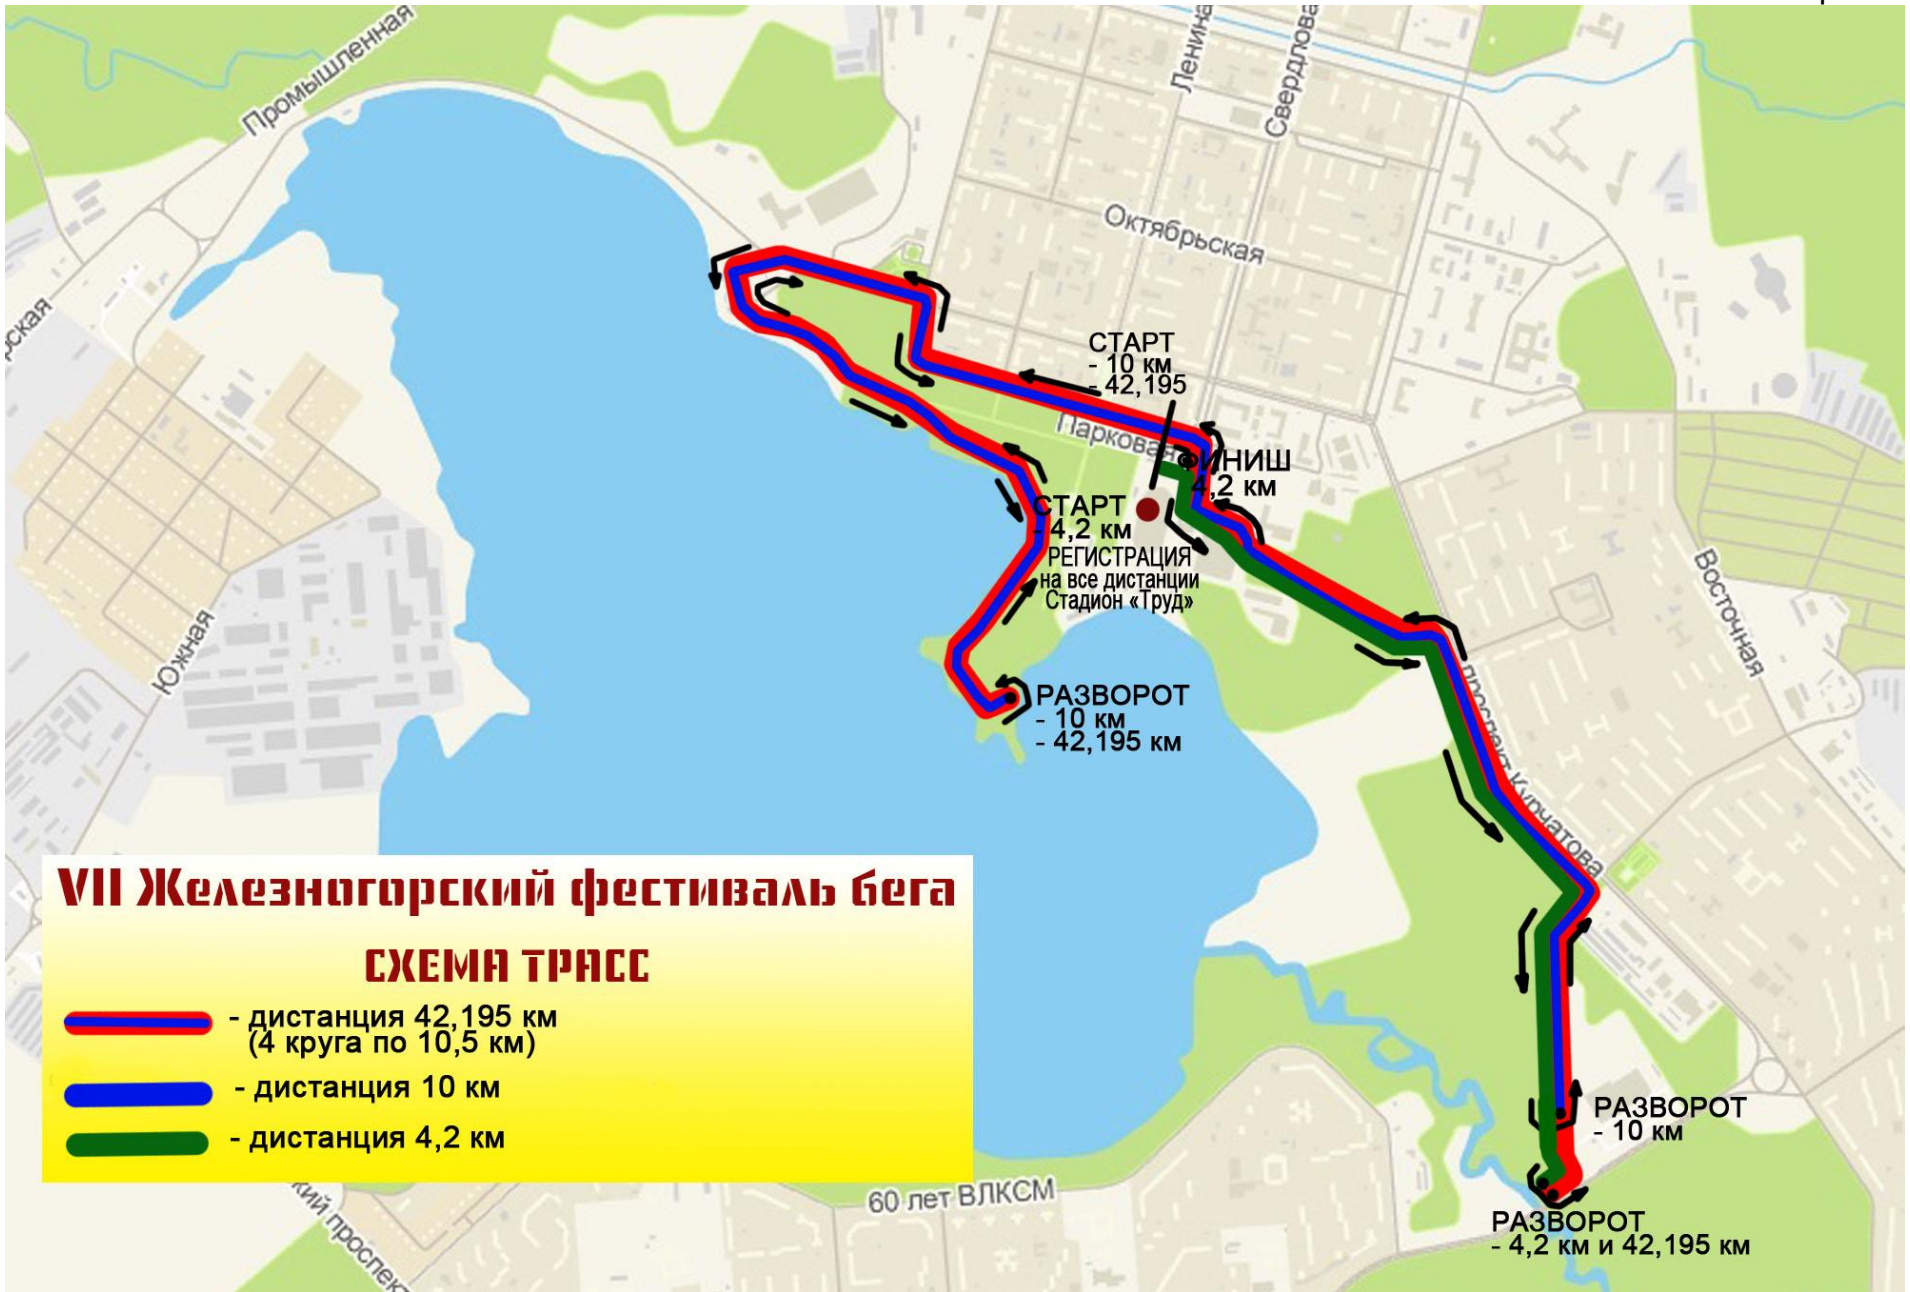 Промышленная
Ленина
Свердлова
Октябрьская
СТАРТ
- 10 км
- 42,195
Парковая
ФИНИШ
4,2 км
СТАРТ
- 4,2 км
РЕГИСТРАЦИЯ
на все дистанции
Стадион «Труд»
Восточная
Южная
проспект Курчатова
РАЗВОРОТ
- 10 км
- 42,195 км
VII Железногорский фестиваль бега
СХЕМА ТРАСС
- дистанция 42,195 км
(4 круга по 10,5 км)
- дистанция 10 км
- дистанция 4,2 км
РАЗВОРОТ
- 10 км
60 лет ВЛКСМ
РАЗВОРОТ
- 4,2 км и 42,195 км